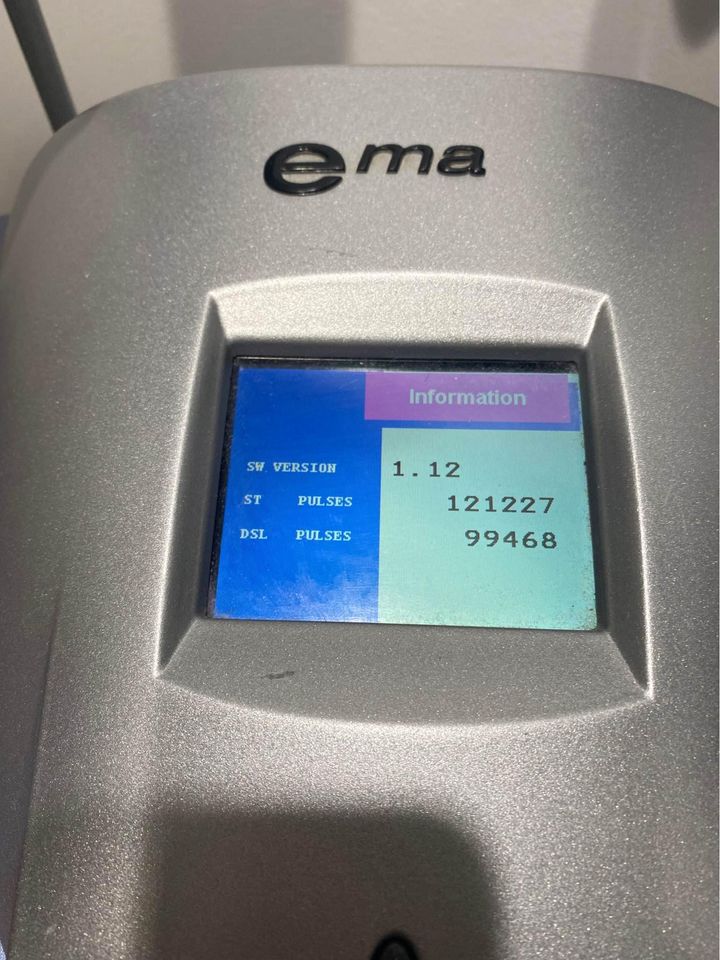 ema
Information
SW VERSION 1.12
ST PULSES 121227
DSL PULSES 99468